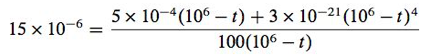 15 × 10⁻⁶ = (5 × 10⁻⁴(10⁶ − t) + 3 × 10⁻²¹(10⁶ − t)⁴) / (100(10⁶ − t))